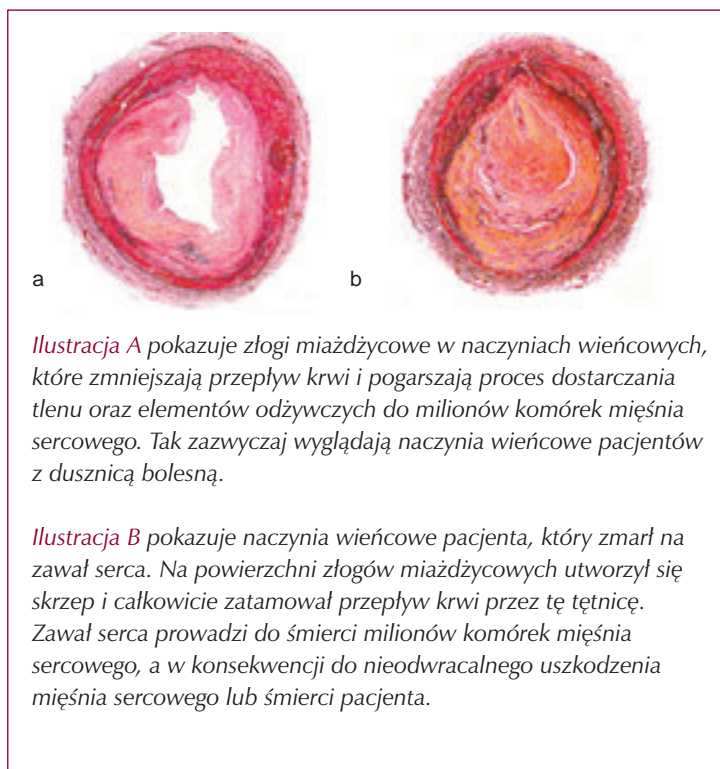 a
b
Ilustracja A pokazuje złogi miażdżycowe w naczyniach wieńcowych,
które zmniejszają przepływ krwi i pogarszają proces dostarczania
tlenu oraz elementów odżywczych do milionów komórek mięśnia
sercowego. Tak zazwyczaj wyglądają naczynia wieńcowe pacjentów
z dusznicą bolesną.
Ilustracja B pokazuje naczynia wieńcowe pacjenta, który zmarł na
zawał serca. Na powierzchni złogów miażdżycowych utworzył się
skrzep i całkowicie zatamował przepływ krwi przez tę tętnicę.
Zawał serca prowadzi do śmierci milionów komórek mięśnia
sercowego, a w konsekwencji do nieodwracalnego uszkodzenia
mięśnia sercowego lub śmierci pacjenta.